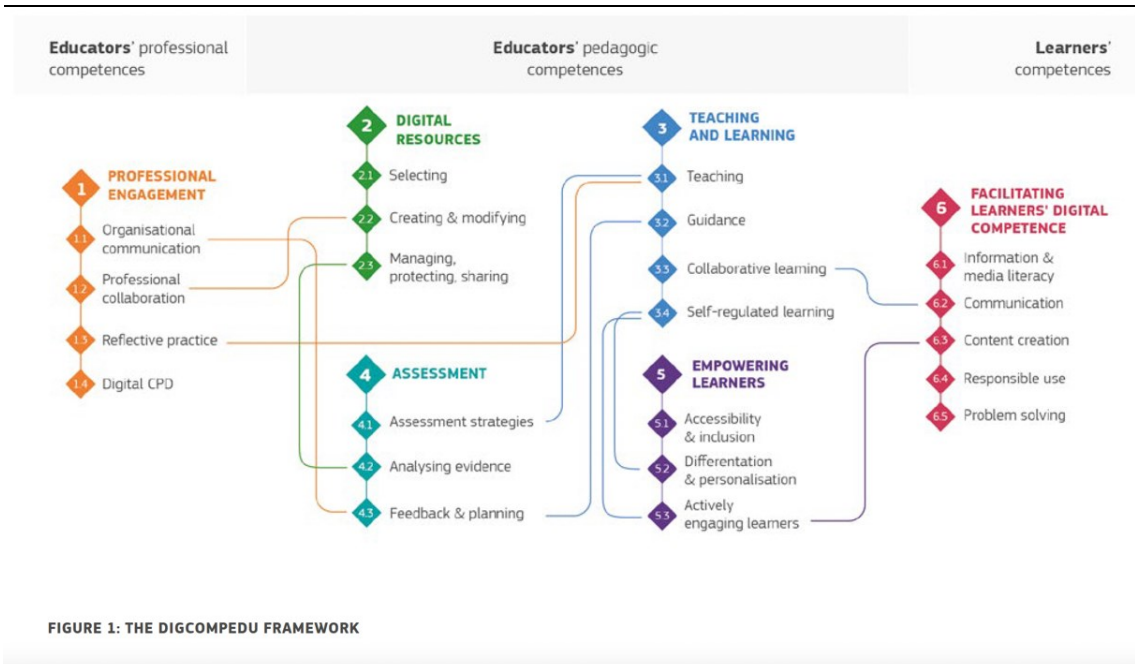 Educators' professional
competences
Educators' pedagogic
competences
Learners'
competences
1
PROFESSIONAL
ENGAGEMENT
1.1
Organisational
communication
1.2
Professional
collaboration
1.3
Reflective practice
1.4
Digital CPD
2
DIGITAL
RESOURCES
2.1
Selecting
2.2
Creating & modifying
2.3
Managing,
protecting, sharing
4
ASSESSMENT
4.1
Assessment strategies
4.2
Analysing evidence
4.3
Feedback & planning
3
TEACHING
AND LEARNING
3.1
Teaching
3.2
Guidance
3.3
Collaborative learning
3.4
Self-regulated learning
5
EMPOWERING
LEARNERS
5.1
Accessibility
& inclusion
5.2
Differentation
& personalisation
5.3
Actively
engaging learners
6
FACILITATING
LEARNERS' DIGITAL
COMPETENCE
6.1
Information &
media literacy
6.2
Communication
6.3
Content creation
6.4
Responsible use
6.5
Problem solving
FIGURE 1: THE DIGCOMPEDU FRAMEWORK